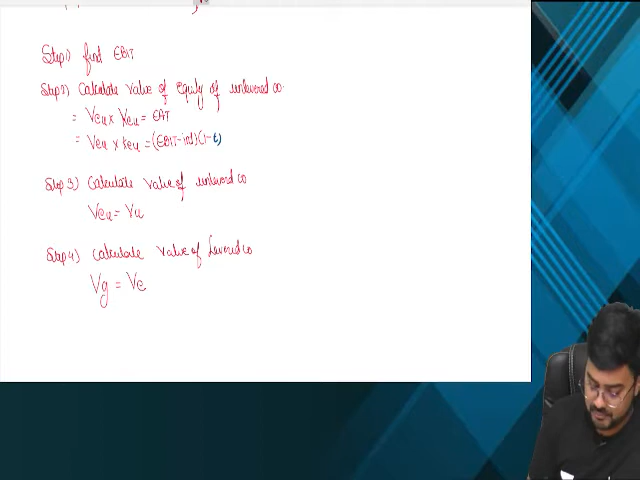 Step 1) find EBIT
Step 2) Calculate Value of equity of unlevered co.
= Veu x Keu = EAT
= Veu x Keu = (EBIT-int)(1-t)
Step 3) Calculate Value of unlevered co
Veu = Vu
Step 4) Calculate Value of Levered co
Vg = Ve